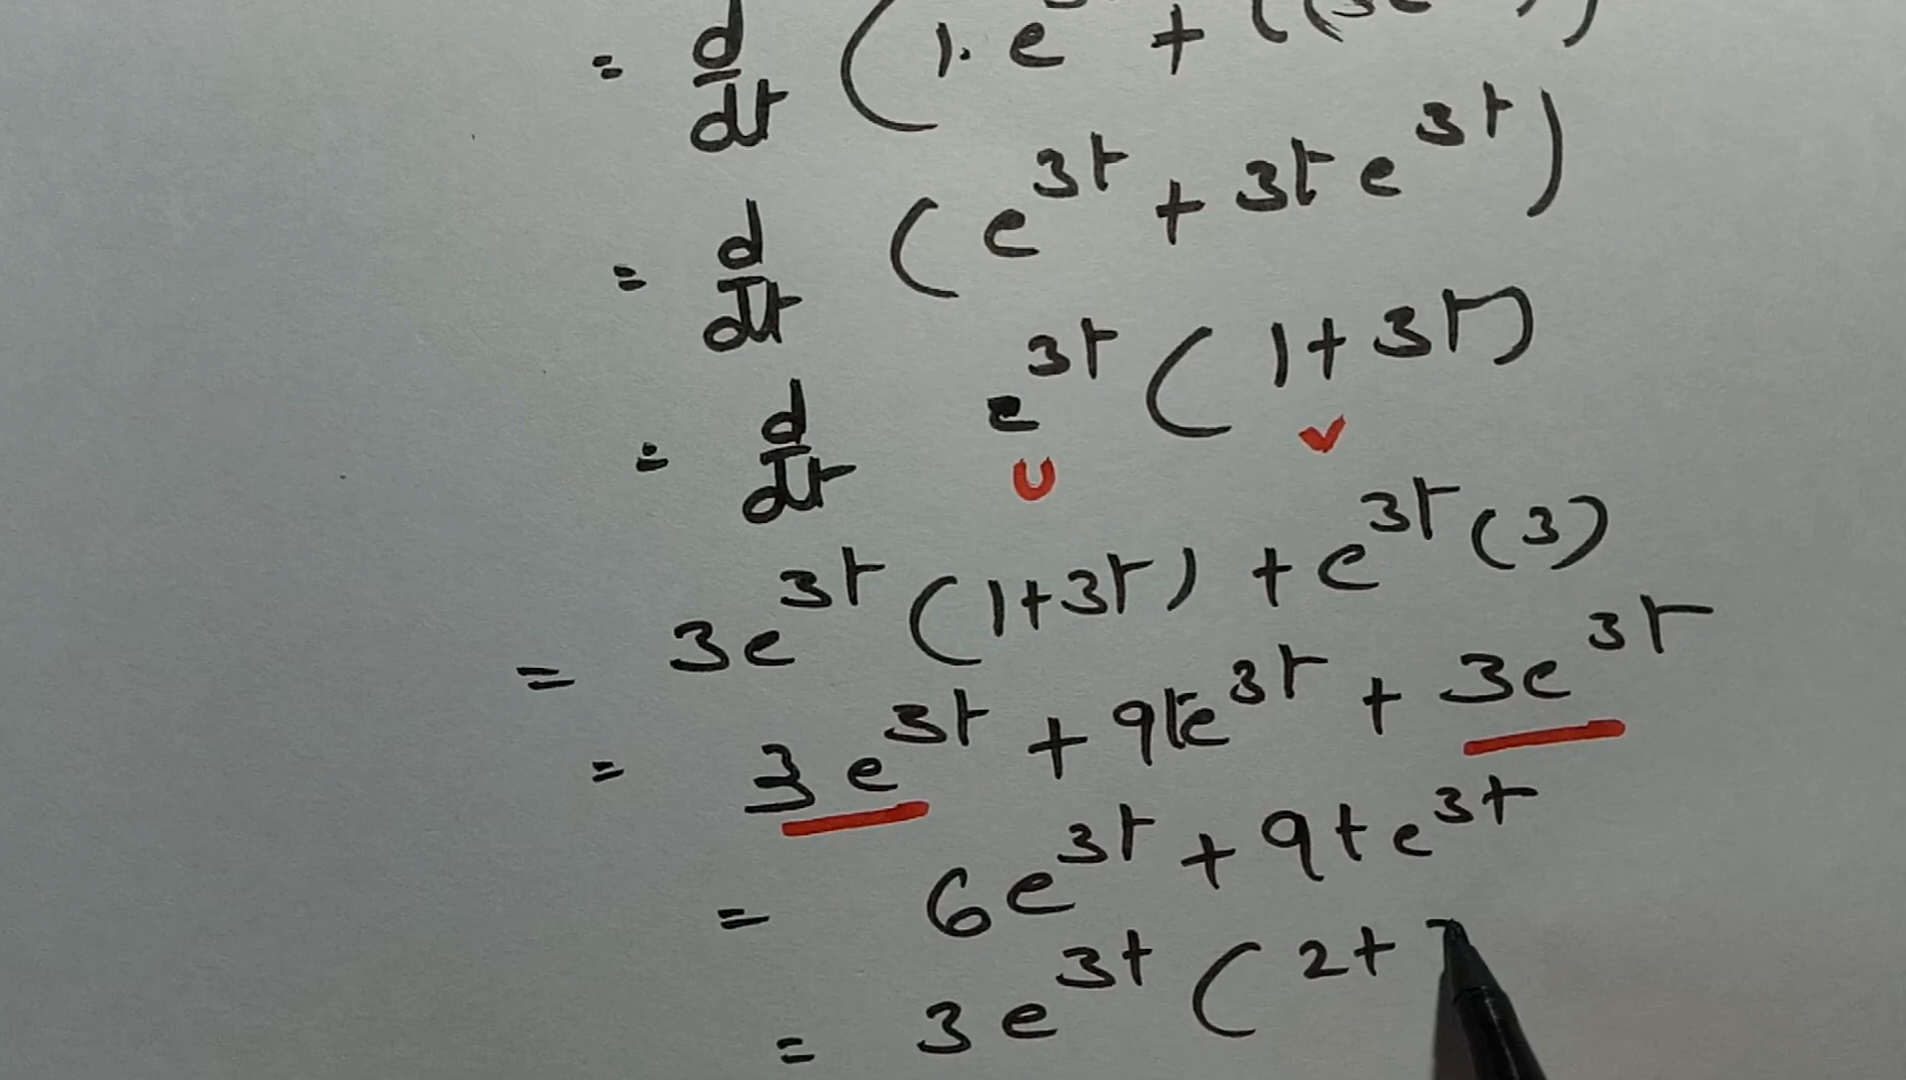 = d/dt (1. e + (
= d/dt (e^3t + 3t e^3t)
= d/dt e^3t (1+3t)
U V
= 3e^3t (1+3t) + e^3t (3)
= 3e^3t + 9te^3t + 3e^3t
= 6e^3t + 9te^3t
= 3e^3t (2+